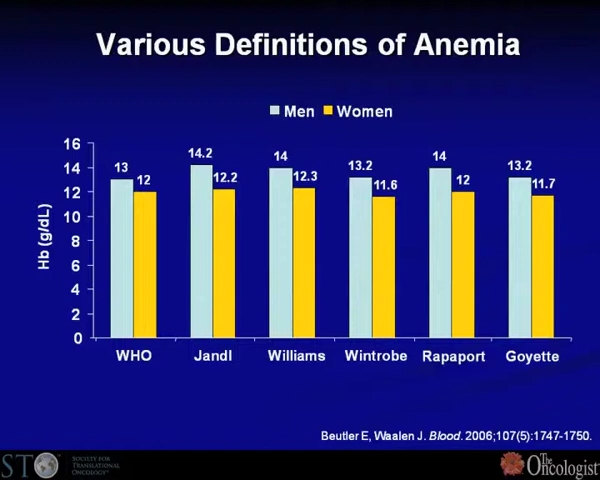 Various Definitions of Anemia
Men Women
Hb (g/dL)
16
14
12
10
8
6
4
2
0
13 12 14.2 12.2 14 12.3 13.2 11.6 14 12 13.2 11.7
WHO Jandl Williams Wintrobe Rapaport Goyette
Beutler E, Waalen J. Blood. 2006;107(5):1747-1750.
STO
SOCIETY FOR
TRANSLATIONAL
ONCOLOGY
The
Oncologist